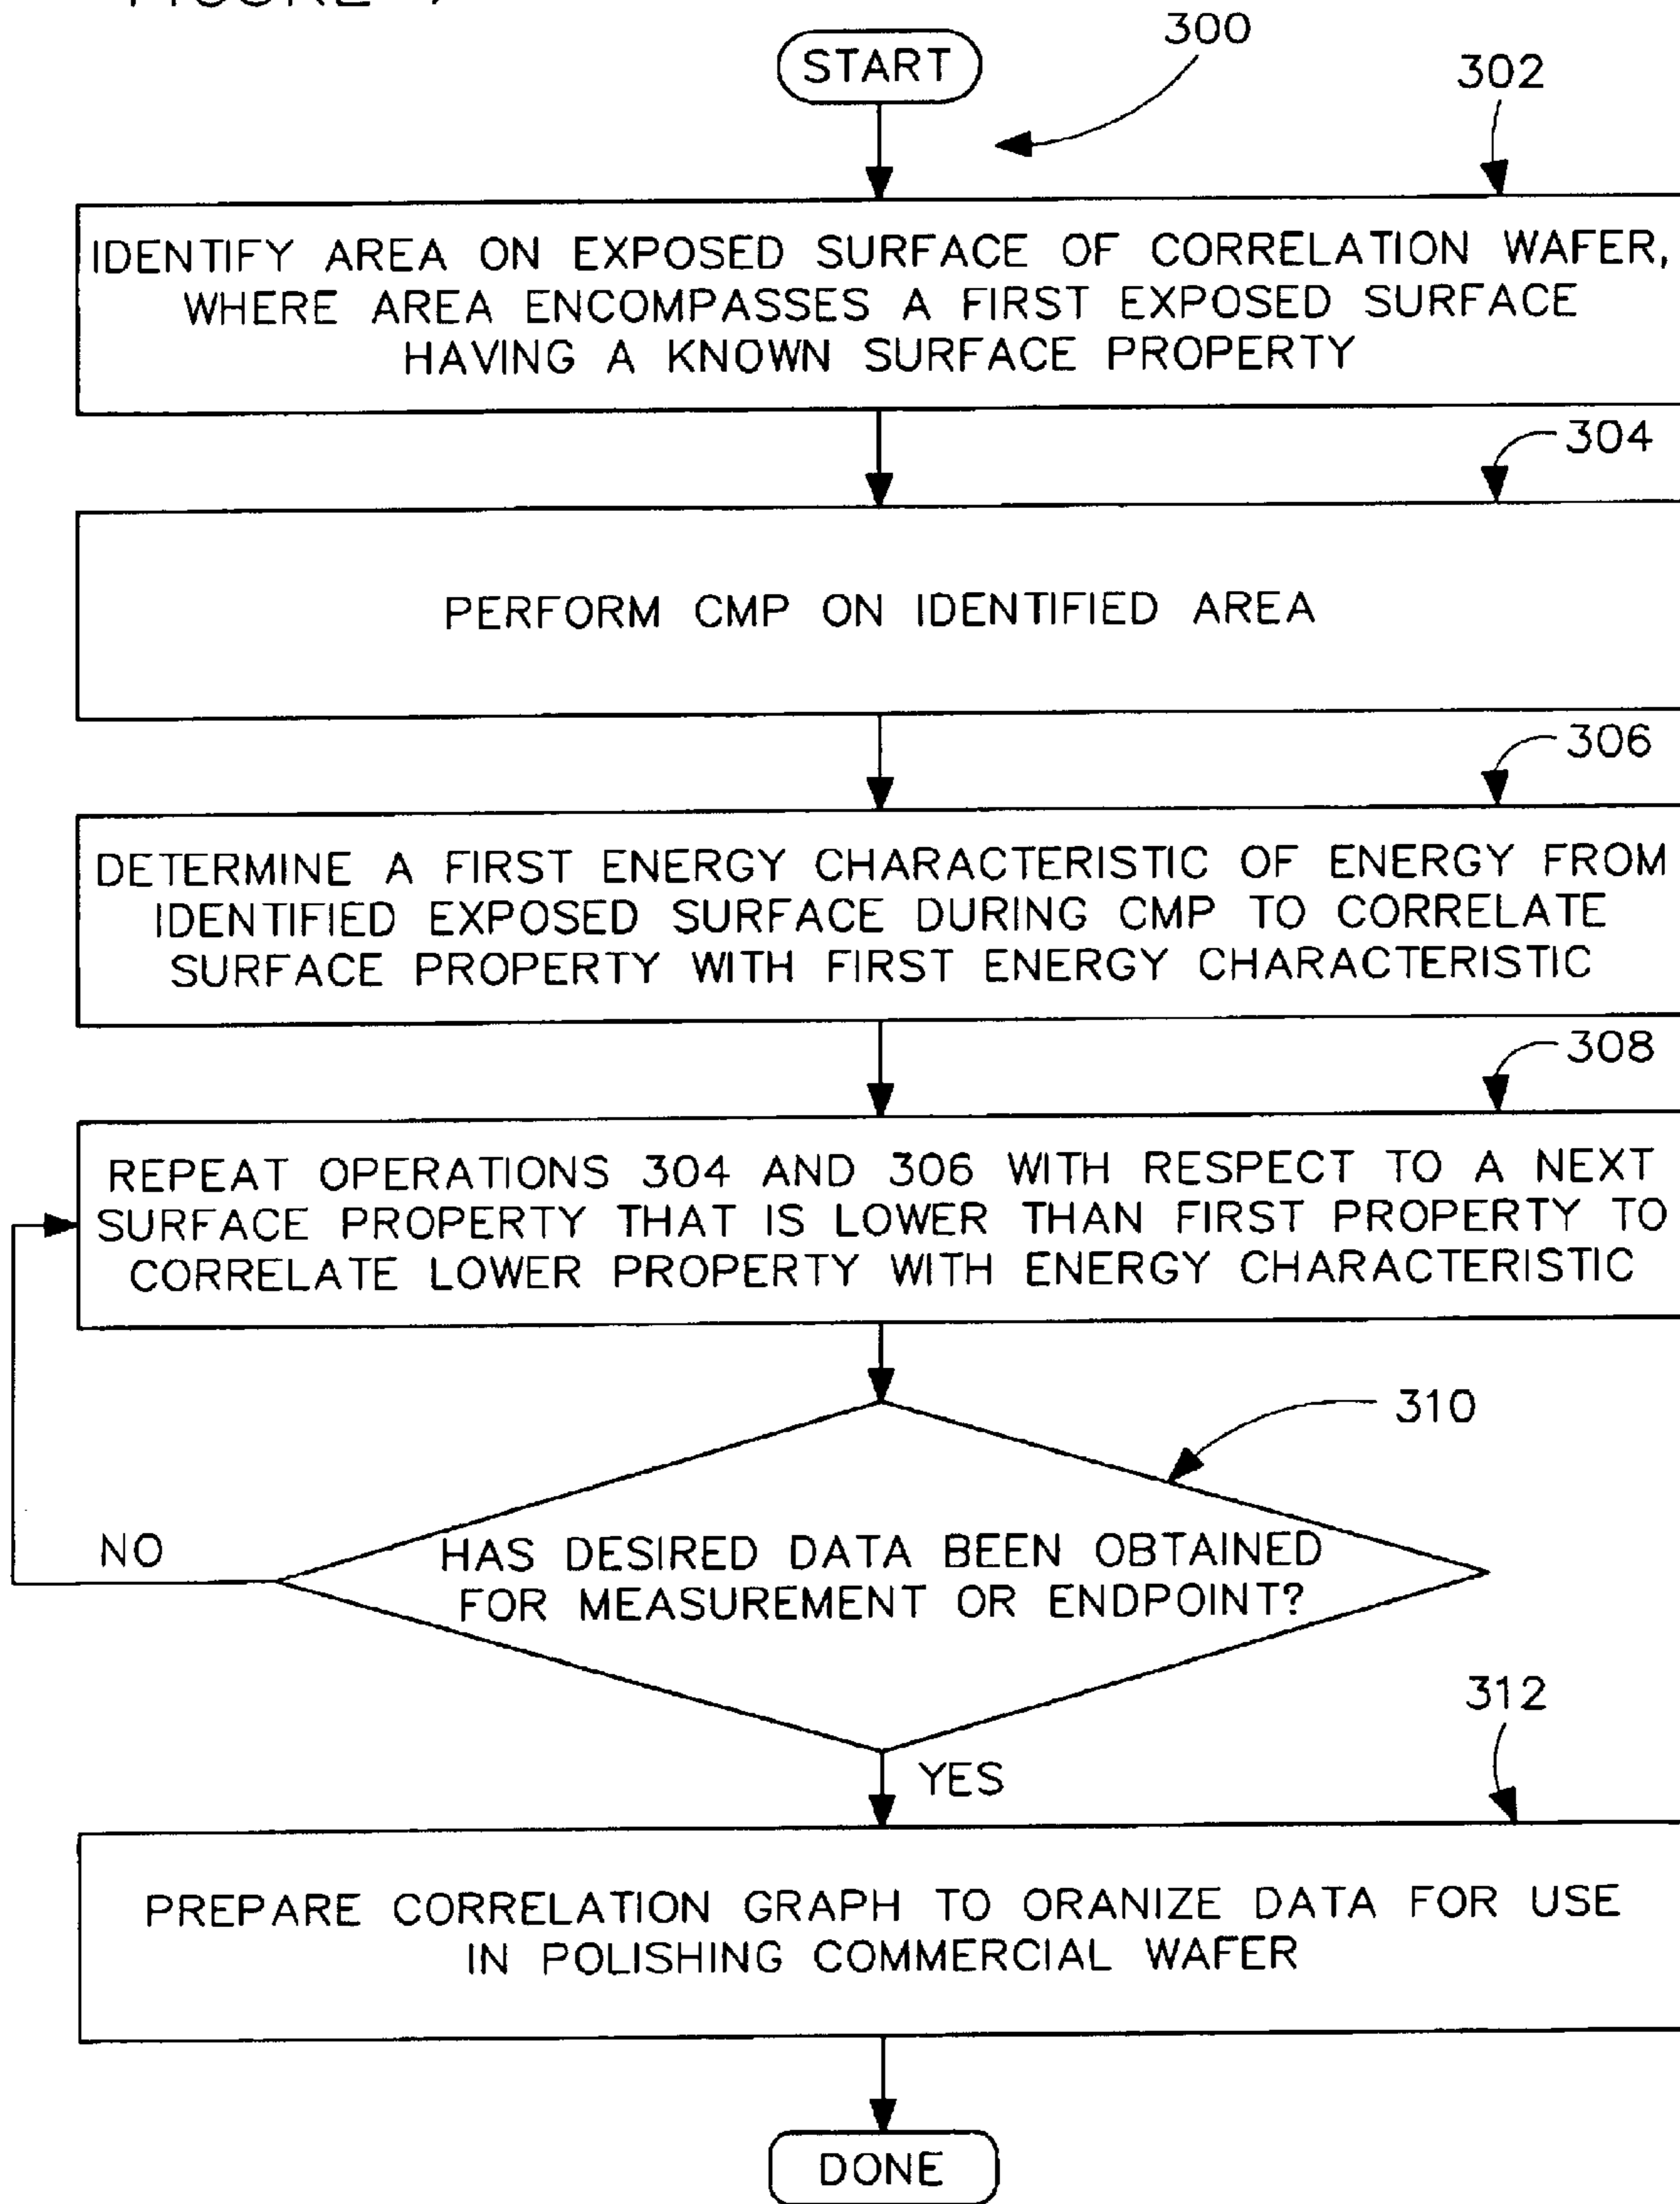 START
300
302
IDENTIFY AREA ON EXPOSED SURFACE OF CORRELATION WAFER,
WHERE AREA ENCOMPASSES A FIRST EXPOSED SURFACE
HAVING A KNOWN SURFACE PROPERTY
304
PERFORM CMP ON IDENTIFIED AREA
306
DETERMINE A FIRST ENERGY CHARACTERISTIC OF ENERGY FROM
IDENTIFIED EXPOSED SURFACE DURING CMP TO CORRELATE
SURFACE PROPERTY WITH FIRST ENERGY CHARACTERISTIC
308
REPEAT OPERATIONS 304 AND 306 WITH RESPECT TO A NEXT
SURFACE PROPERTY THAT IS LOWER THAN FIRST PROPERTY TO
CORRELATE LOWER PROPERTY WITH ENERGY CHARACTERISTIC
310
HAS DESIRED DATA BEEN OBTAINED
FOR MEASUREMENT OR ENDPOINT?
NO
YES
312
PREPARE CORRELATION GRAPH TO ORANIZE DATA FOR USE
IN POLISHING COMMERCIAL WAFER
DONE